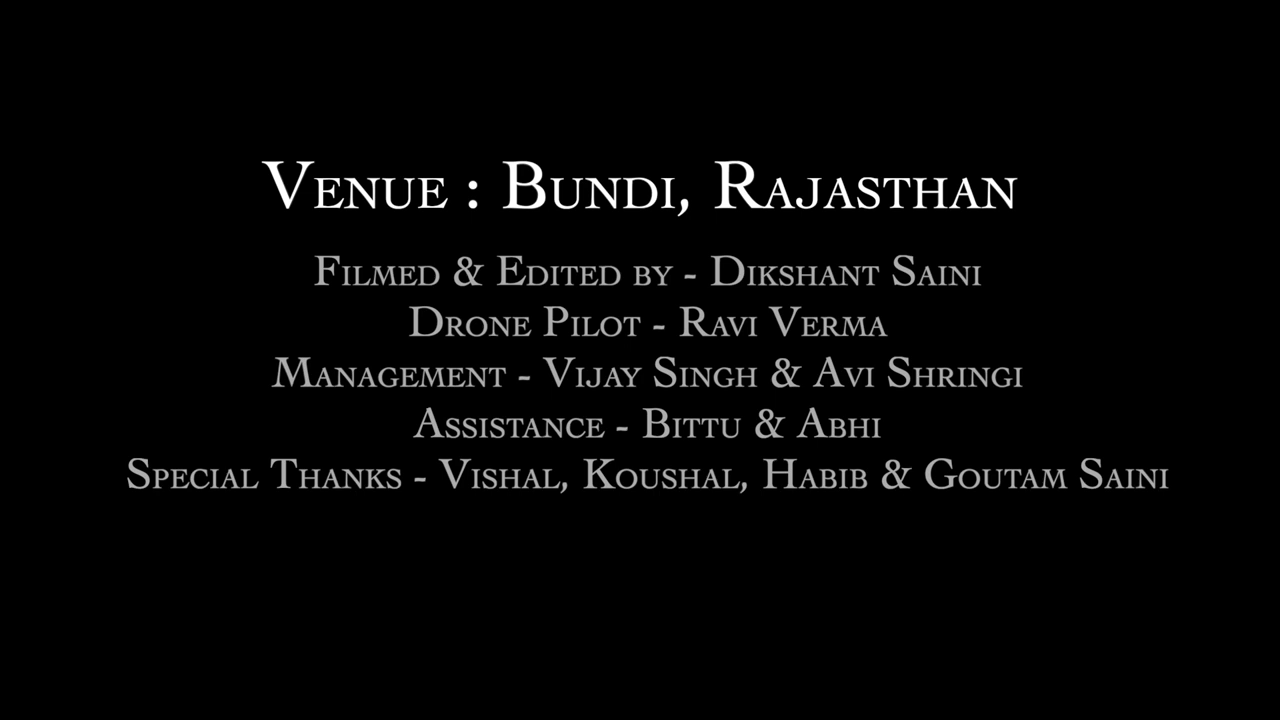 Venue : Bundi, Rajasthan
Filmed & Edited by - Dikshant Saini
Drone Pilot - Ravi Verma
Management - Vijay Singh & Avi Shringi
Assistance - Bittu & Abhi
Special Thanks - Vishal, Koushal, Habib & Goutam Saini